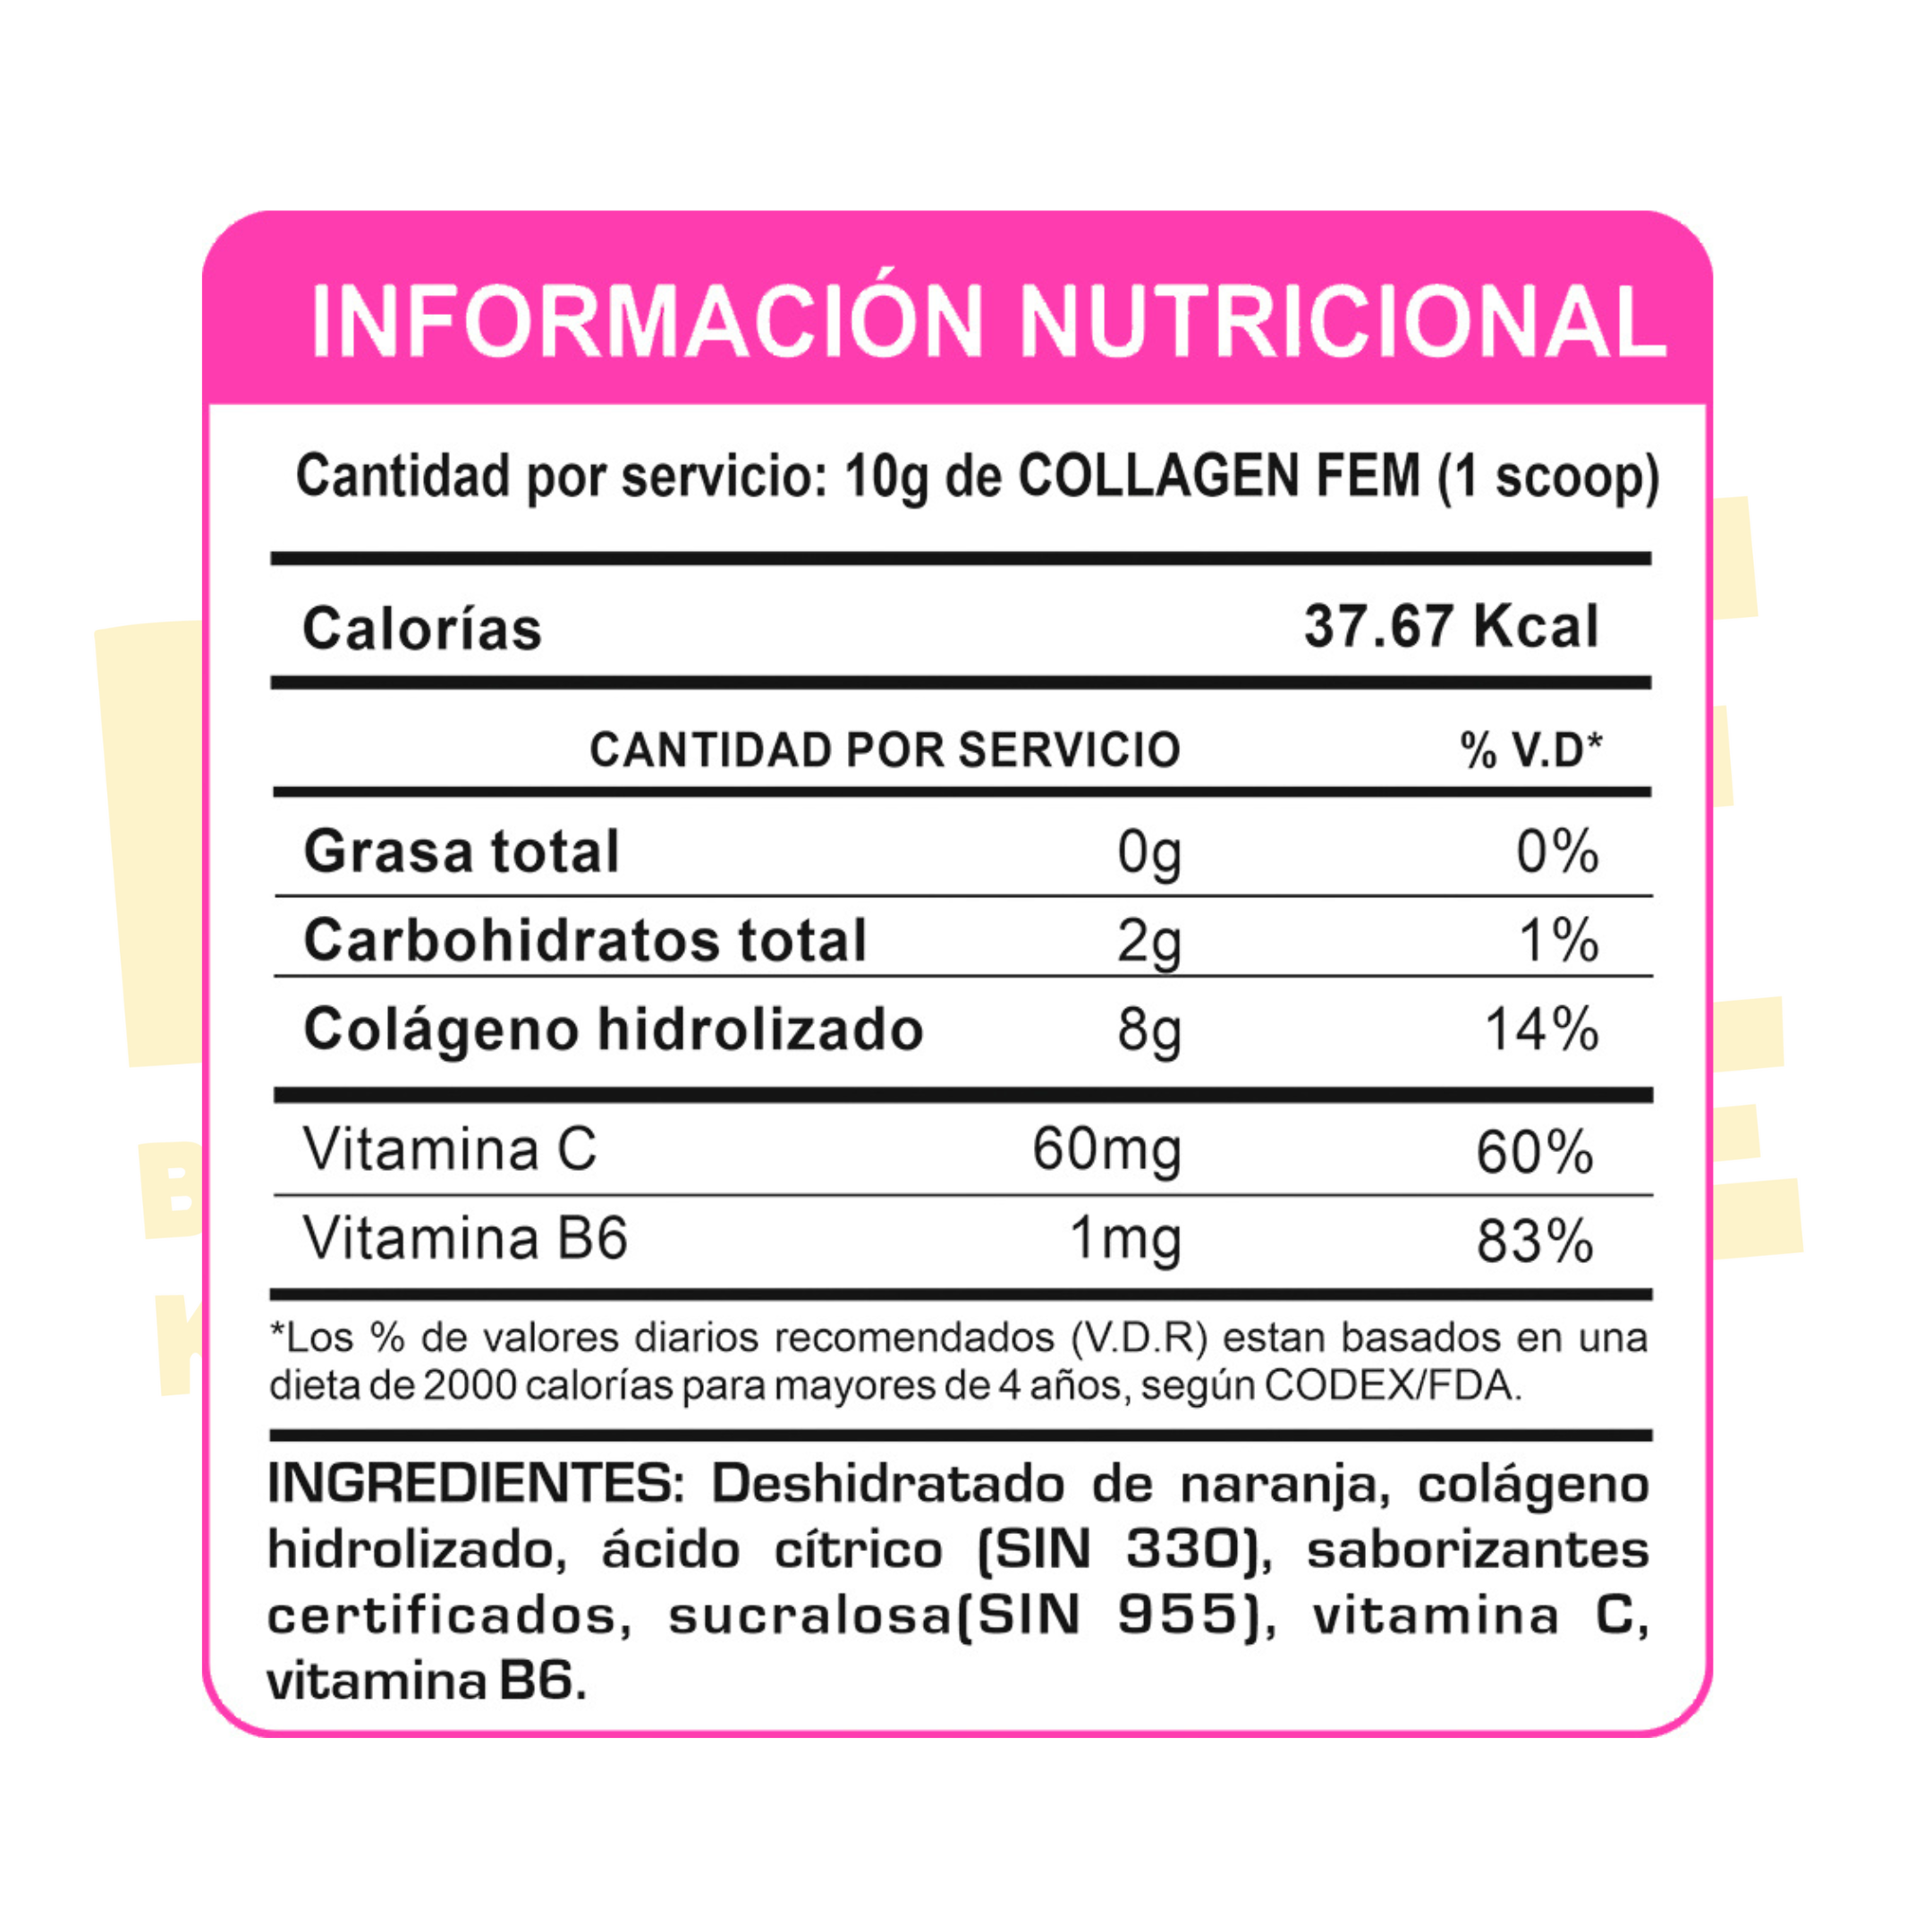 INFORMACIÓN NUTRICIONAL
Cantidad por servicio: 10g de COLLAGEN FEM (1 scoop)
Calorías 37.67 Kcal
CANTIDAD POR SERVICIO % V.D*
Grasa total 0g 0%
Carbohidratos total 2g 1%
Colágeno hidrolizado 8g 14%
Vitamina C 60mg 60%
Vitamina B6 1mg 83%
*Los % de valores diarios recomendados (V.D.R) estan basados en una
dieta de 2000 calorías para mayores de 4 años, según CODEX/FDA.
INGREDIENTES: Deshidratado de naranja, colágeno
hidrolizado, ácido cítrico (SIN 330), saborizantes
certificados, sucralosa(SIN 955), vitamina C,
vitamina B6.